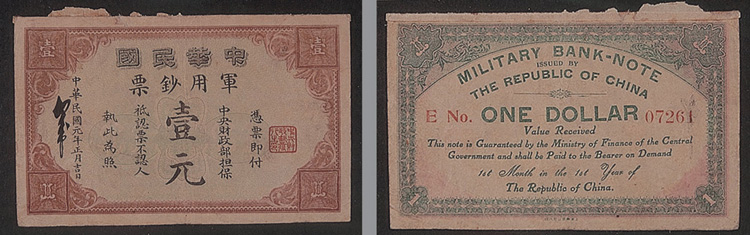 壹
壹
中華民國
軍用鈔票
憑票即付
中央財政部担保
壹元
祇認票不認人
執此為照
中華民國元年正月十日
MILITARY BANK-NOTE
ISSUED BY
THE REPUBLIC OF CHINA
E No. ONE DOLLAR 07261
Value Received
This note is Guaranteed by the Ministry of Finance of the Central
Government and shall be Paid to the Bearer on Demand
1st Month in the 1st Year of
The Republic of China.
1
1